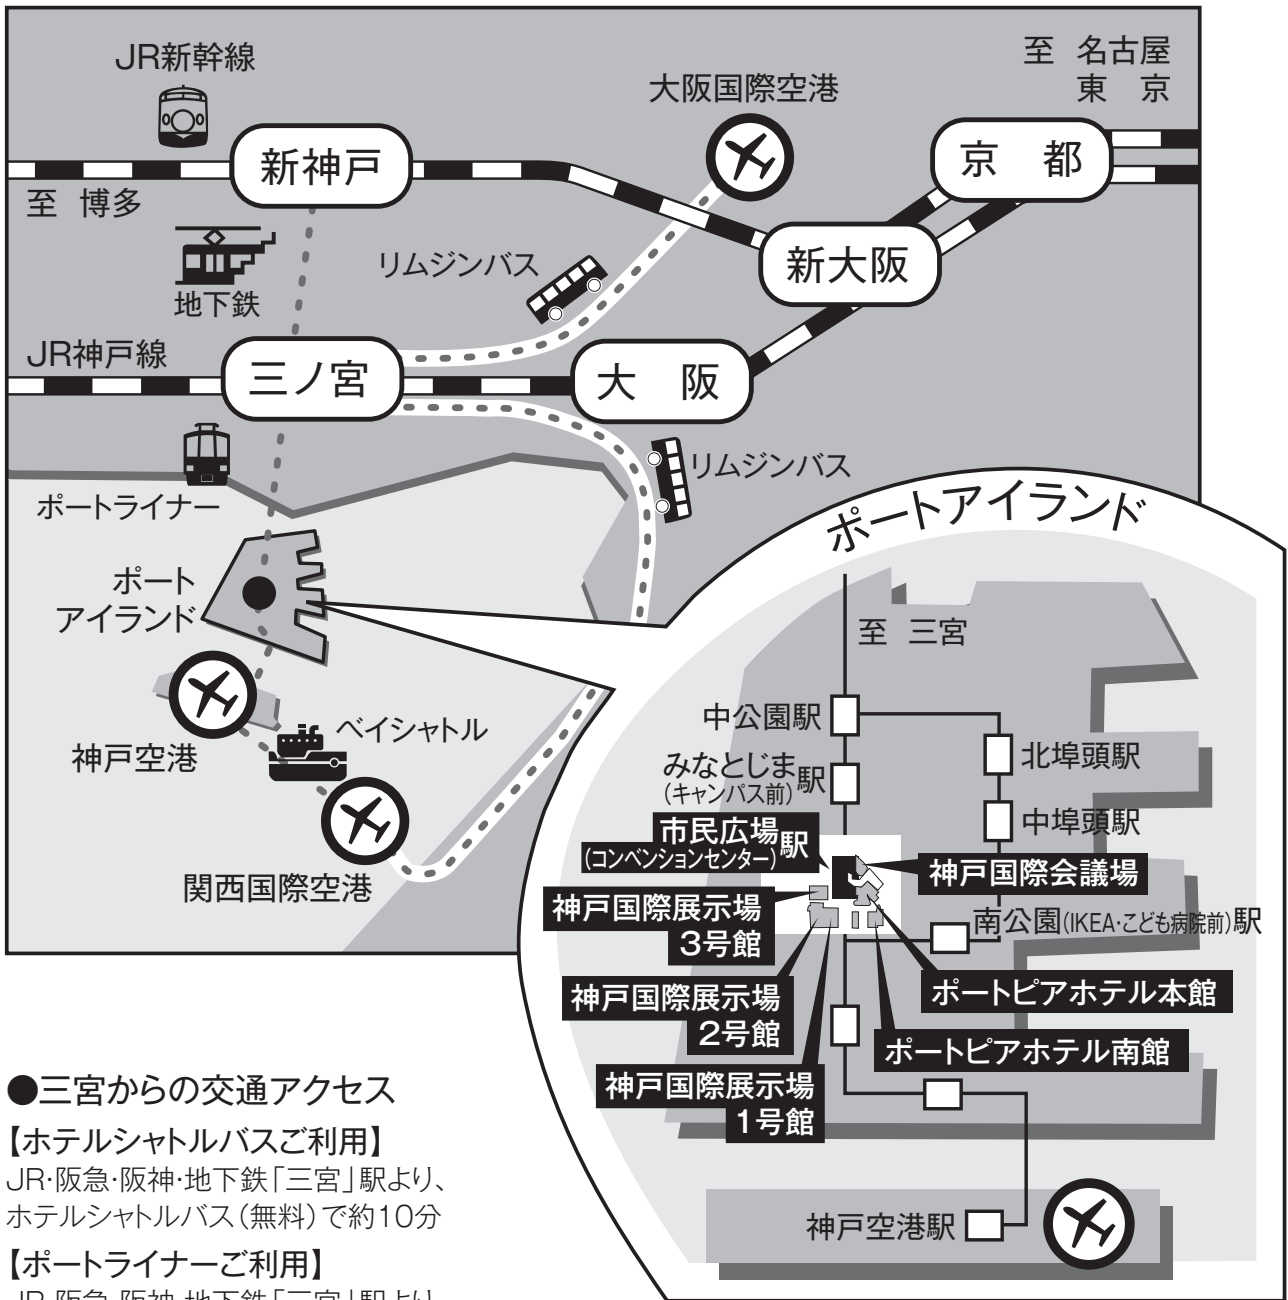 JR新幹線
大阪国際空港
至 名古屋
東 京
新神戸
京 都
至 博多
新大阪
リムジンバス
地下鉄
JR神戸線
三ノ宮
大 阪
リムジンバス
ポートライナー
ポート
アイランド
神戸空港
ベイシャトル
関西国際空港
ポートアイランド
至 三宮
中公園駅
みなとじま駅
(キャンパス前)
北埠頭駅
中埠頭駅
市民広場駅
(コンベンションセンター)
神戸国際会議場
神戸国際展示場
3号館
南公園(IKEA・こども病院前)駅
神戸国際展示場
2号館
ポートピアホテル本館
ポートピアホテル南館
神戸国際展示場
1号館
神戸空港駅
●三宮からの交通アクセス
【ホテルシャトルバスご利用】
JR・阪急・阪神・地下鉄「三宮」駅より、
ホテルシャトルバス(無料)で約10分
【ポートライナーご利用】
JR・阪急・阪神・地下鉄「三宮」駅より